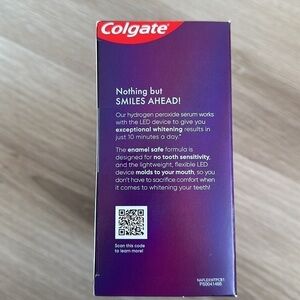 Colgate
Nothing but
SMILES AHEAD!
Our hydrogen peroxide serum works
with the LED device to give you
exceptional whitening results in
just 10 minutes a day.*
The enamel safe formula is
designed for no tooth sensitivity,
and the lightweight, flexible LED
device molds to your mouth, so you
don't have to sacrifice comfort when
it comes to whitening your teeth!
Scan this code
to learn more!